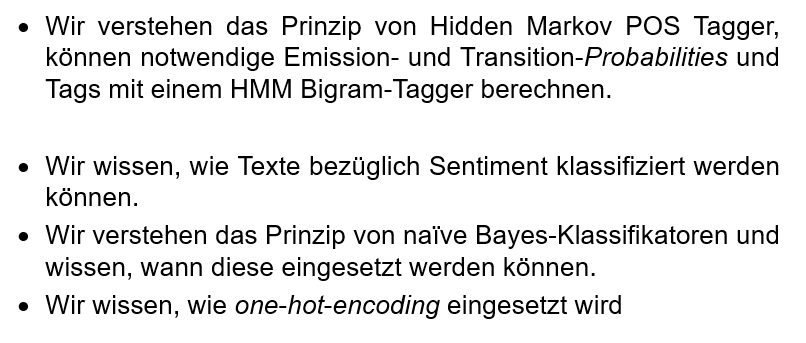 • Wir verstehen das Prinzip von Hidden Markov POS Tagger,
können notwendige Emission- und Transition-Probabilities und
Tags mit einem HMM Bigram-Tagger berechnen.
• Wir wissen, wie Texte bezüglich Sentiment klassifiziert werden
können.
• Wir verstehen das Prinzip von naïve Bayes-Klassifikatoren und
wissen, wann diese eingesetzt werden können.
• Wir wissen, wie one-hot-encoding eingesetzt wird